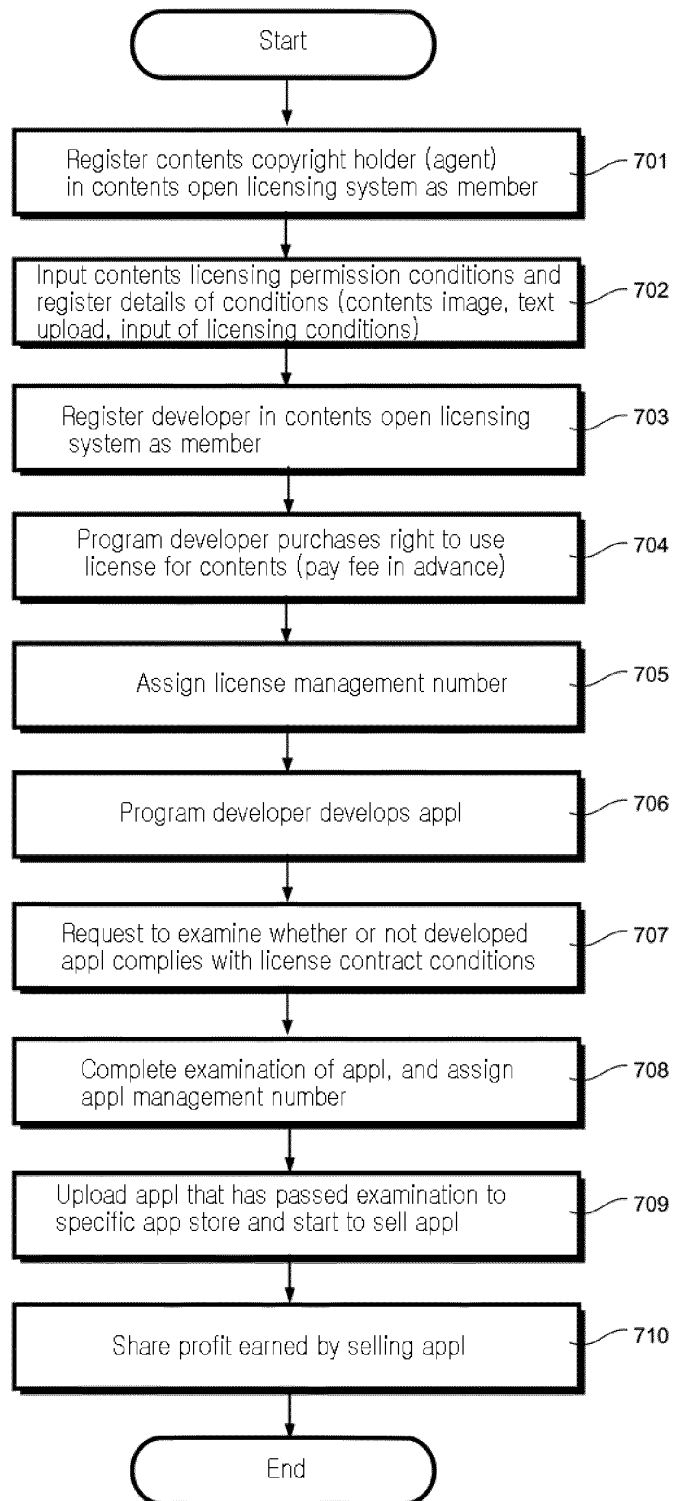 Start
Register contents copyright holder (agent)
in contents open licensing system as member
701
Input contents licensing permission conditions and
register details of conditions (contents image, text
upload, input of licensing conditions)
702
Register developer in contents open licensing
system as member
703
Program developer purchases right to use
license for contents (pay fee in advance)
704
Assign license management number
705
Program developer develops appl
706
Request to examine whether or not developed
appl complies with license contract conditions
707
Complete examination of appl, and assign
appl management number
708
Upload appl that has passed examination to
specific app store and start to sell appl
709
Share profit earned by selling appl
710
End